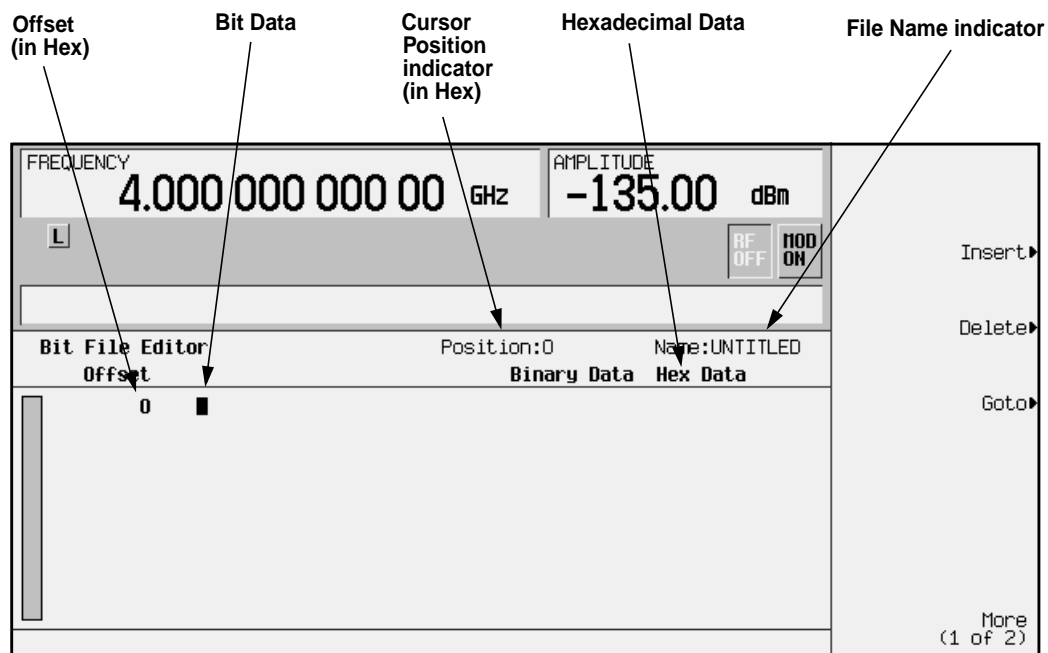 Offset
(in Hex)
Bit Data
Cursor
Position
indicator
(in Hex)
Hexadecimal Data
File Name indicator
FREQUENCY
4.000 000 000 00 GHz
AMPLITUDE
-135.00 dBm
L
RF
OFF
MOD
ON
Insert
Delete
Bit File Editor Position:0 Name:UNTITLED
Offset Binary Data Hex Data
0
Goto
More
(1 of 2)